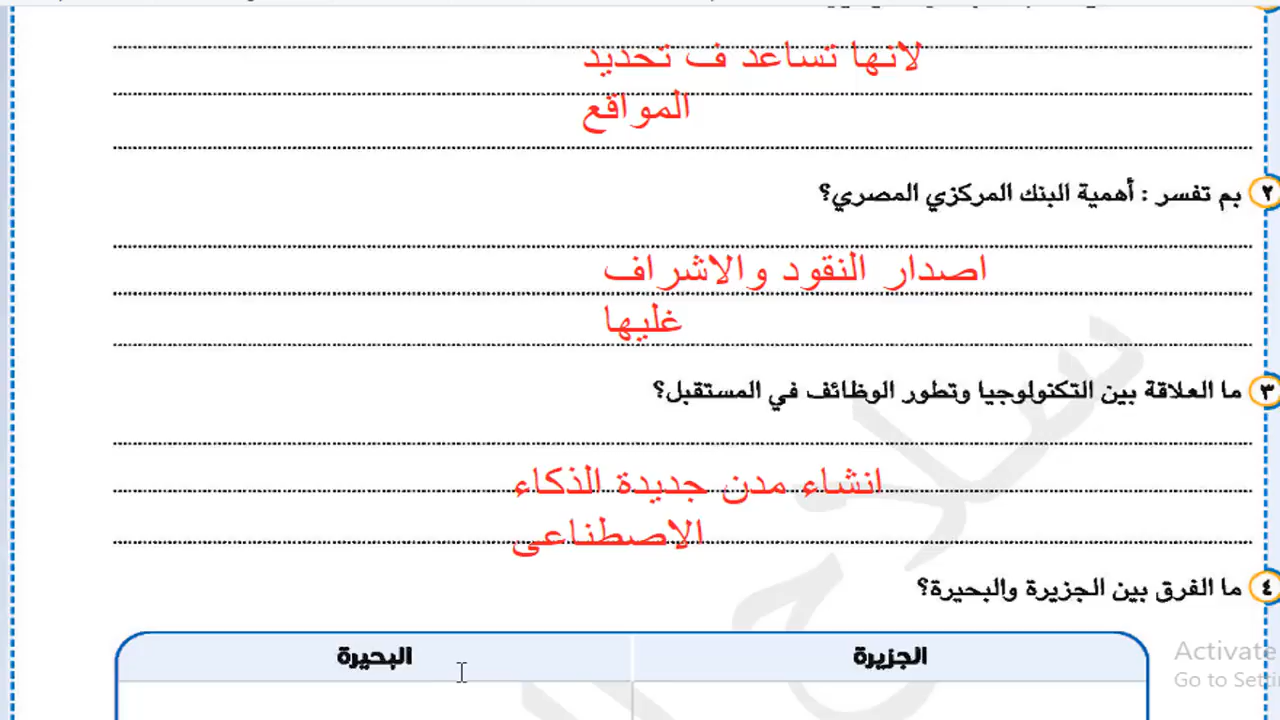 لانها تساعد ف تحديد
المواقع
٢ بم تفسر : أهمية البنك المركزي المصري؟
اصدار النقود والاشراف
غليها
٣ ما العلاقة بين التكنولوجيا وتطور الوظائف في المستقبل؟
انشاء مدن جديدة الذكاء
الإصطناعى
٤ ما الفرق بين الجزيرة والبحيرة؟
الجزيرة البحيرة
Activate
Go to Setti
سلاح